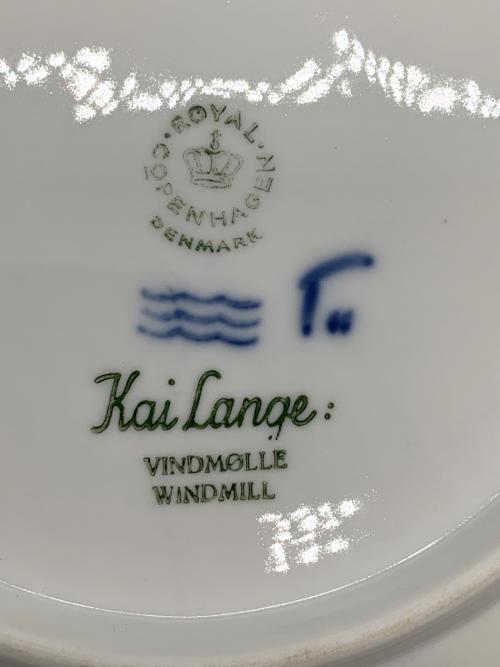 ROYAL COPENHAGEN
DENMARK
Kai Lange:
VINDMØLLE
WINDMILL